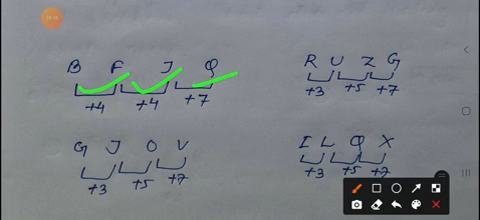 B F J Q
+4 +4 +7
R U Z G
+3 +5 +7
G J O V
+3 +5 +7
I L Q X
+3 +5 +7